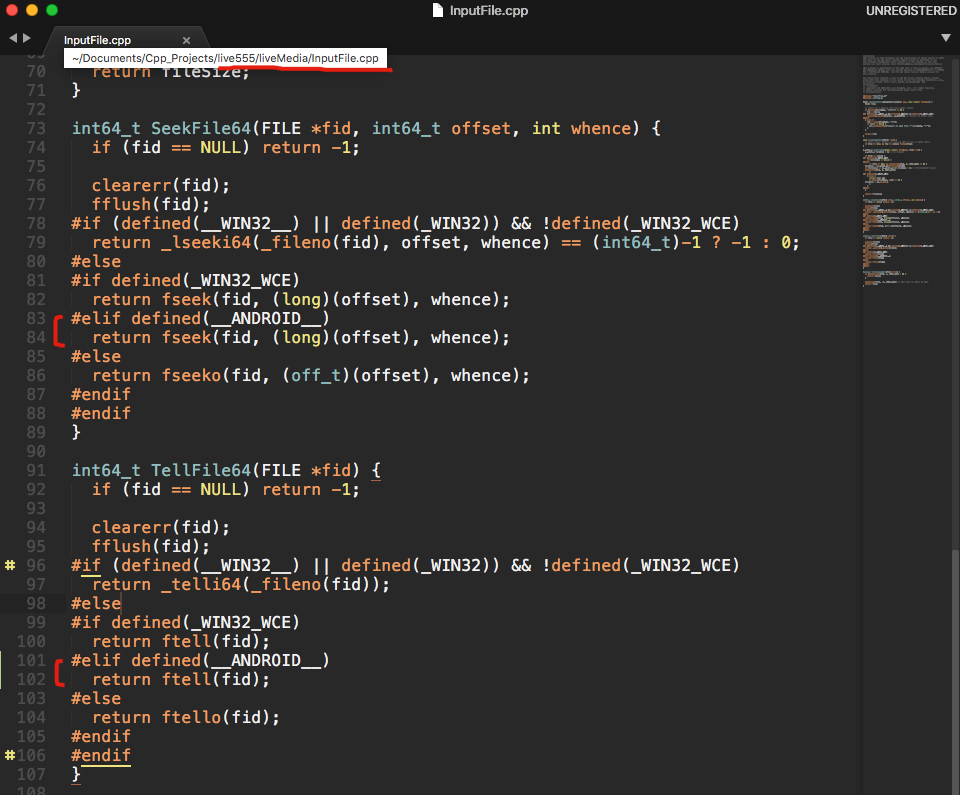 InputFile.cpp
UNREGISTERED
InputFile.cpp ×
~/Documents/Cpp_Projects/live555/liveMedia/InputFile.cpp
70 return fileSize;
71 }
72
73 int64_t SeekFile64(FILE *fid, int64_t offset, int whence) {
74 if (fid == NULL) return -1;
75
76 clearerr(fid);
77 fflush(fid);
78 #if (defined(__WIN32__) || defined(_WIN32)) && !defined(_WIN32_WCE)
79 return _lseeki64(_fileno(fid), offset, whence) == (int64_t)-1 ? -1 : 0;
80 #else
81 #if defined(_WIN32_WCE)
82 return fseek(fid, (long)(offset), whence);
83 #elif defined(__ANDROID__)
84 return fseek(fid, (long)(offset), whence);
85 #else
86 return fseeko(fid, (off_t)(offset), whence);
87 #endif
88 #endif
89 }
90
91 int64_t TellFile64(FILE *fid) {
92 if (fid == NULL) return -1;
93
94 clearerr(fid);
95 fflush(fid);
# 96 #if (defined(__WIN32__) || defined(_WIN32)) && !defined(_WIN32_WCE)
97 return _telli64(_fileno(fid));
98 #else
99 #if defined(_WIN32_WCE)
100 return ftell(fid);
101 #elif defined(__ANDROID__)
102 return ftell(fid);
103 #else
104 return ftello(fid);
105 #endif
# 106 #endif
107 }
108